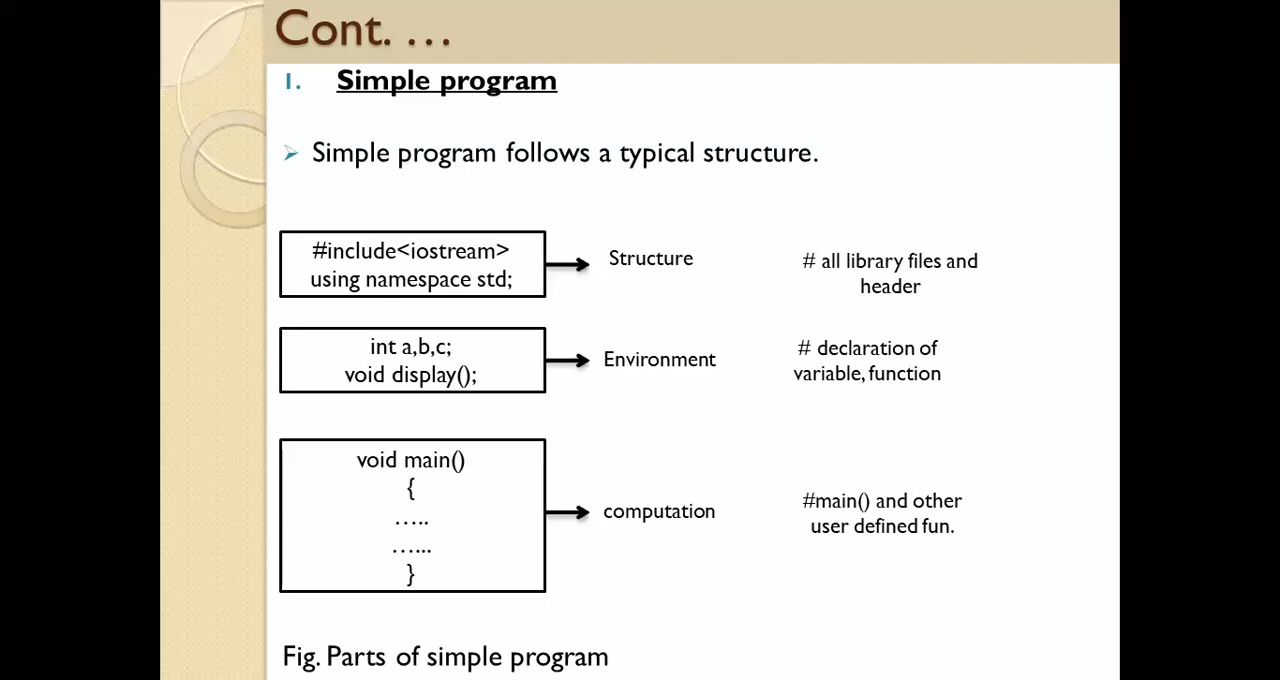 Cont. …
1. Simple program
➢ Simple program follows a typical structure.
#include<iostream>
using namespace std;
Structure
# all library files and
header
int a,b,c;
void display();
Environment
# declaration of
variable, function
void main()
{
…..
…...
}
computation
#main() and other
user defined fun.
Fig. Parts of simple program